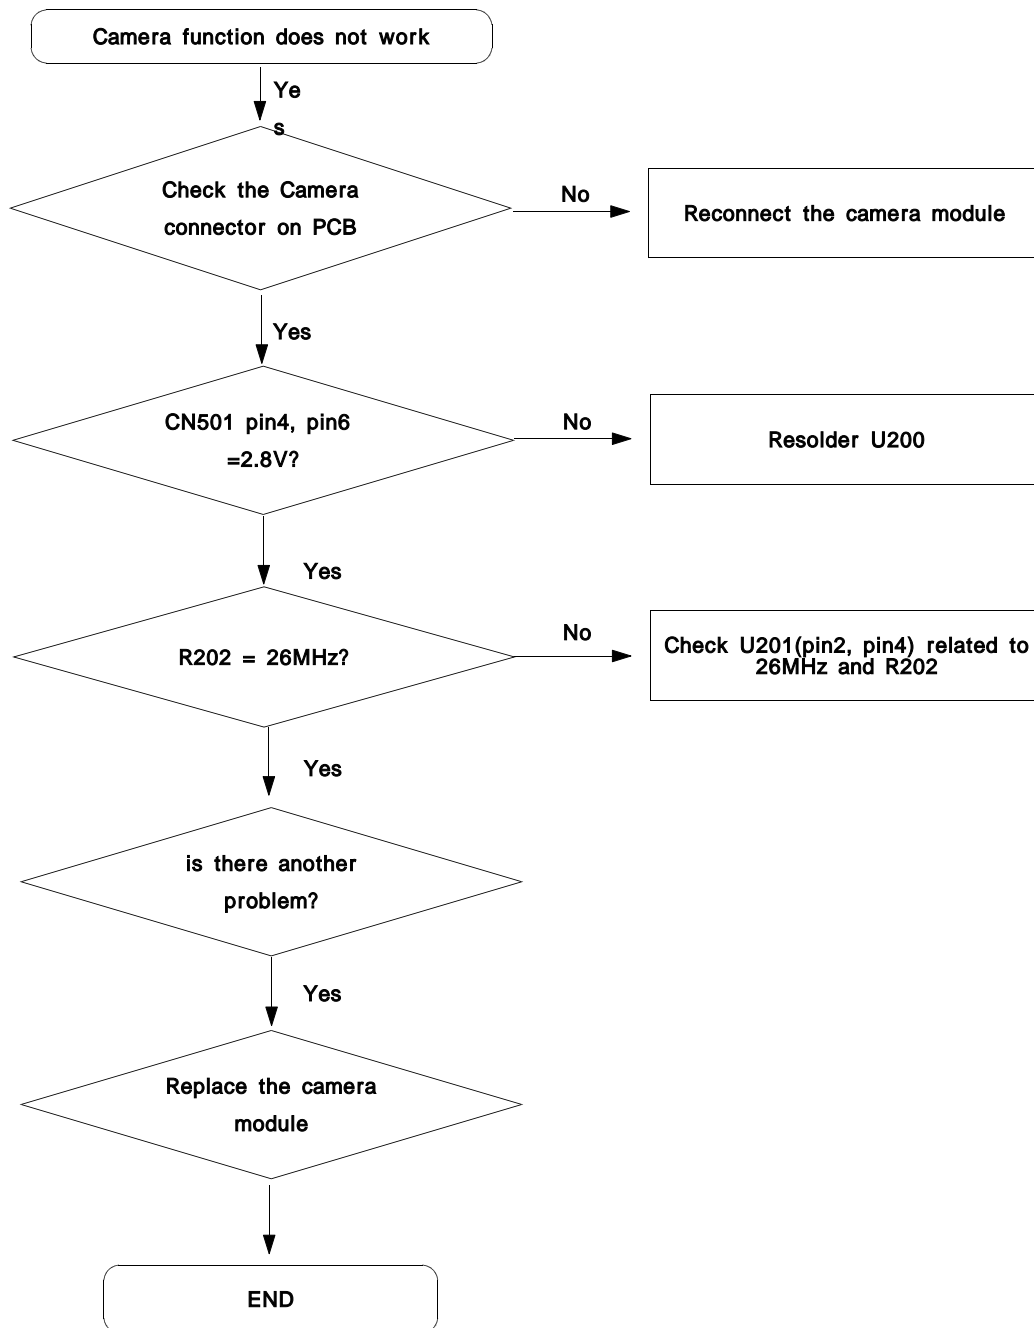 Camera function does not work
Ye
s
Check the Camera
connector on PCB
No
Reconnect the camera module
Yes
CN501 pin4, pin6
=2.8V?
No
Resolder U200
Yes
R202 = 26MHz?
No
Check U201(pin2, pin4) related to
26MHz and R202
Yes
is there another
problem?
Yes
Replace the camera
module
END